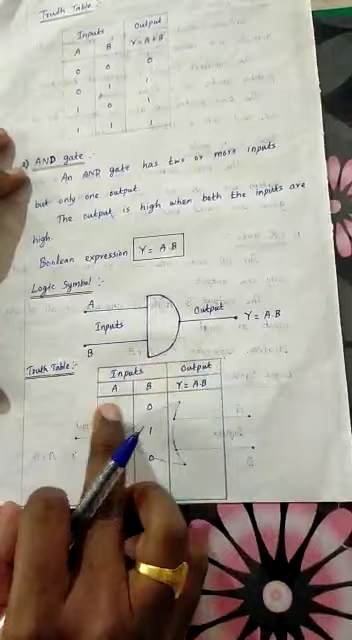 Truth Table :
Inputs Output
A B Y = A+B
0 0 0
0 1 1
1 0 1
1 1 1
AND gate :-
An AND gate has two or more inputs
but only one output.
The output is high when both the inputs are
high.
Boolean expression Y = A.B
Logic Symbol :-
A
Inputs Output Y = A.B
B
Truth Table :-
Inputs Output
A B Y = A.B
0
1
0